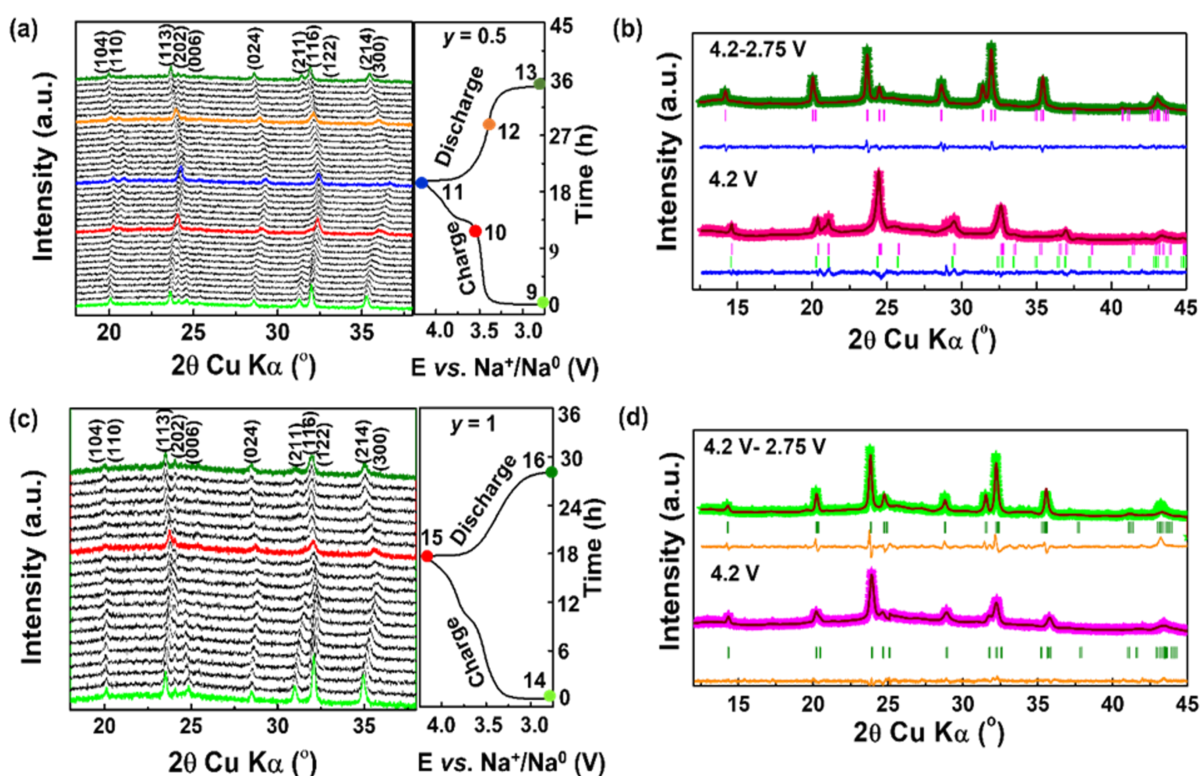 (a)
(104)
(110)
(113)
(202)
(006)
(024)
(211)
(116)
(122)
(214)
(300)
Intensity (a.u.)
20 25 30 35
2θ Cu Kα (°)
y = 0.5
13
12
11
10
9
Discharge
Charge
45
36
27
18
9
0
Time (h)
4.0 3.5 3.0
E vs. Na⁺/Na⁰ (V)
(b)
4.2-2.75 V
4.2 V
Intensity (a.u.)
15 20 25 30 35 40 45
2θ Cu Kα (°)
(c)
(104)
(110)
(113)
(202)
(006)
(024)
(211)
(116)
(122)
(214)
(300)
Intensity (a.u.)
20 25 30 35
2θ Cu Kα (°)
y = 1
16
15
14
Discharge
Charge
36
30
24
18
12
6
0
Time (h)
4.0 3.5 3.0
E vs. Na⁺/Na⁰ (V)
(d)
4.2 V- 2.75 V
4.2 V
Intensity (a.u.)
15 20 25 30 35 40 45
2θ Cu Kα (°)